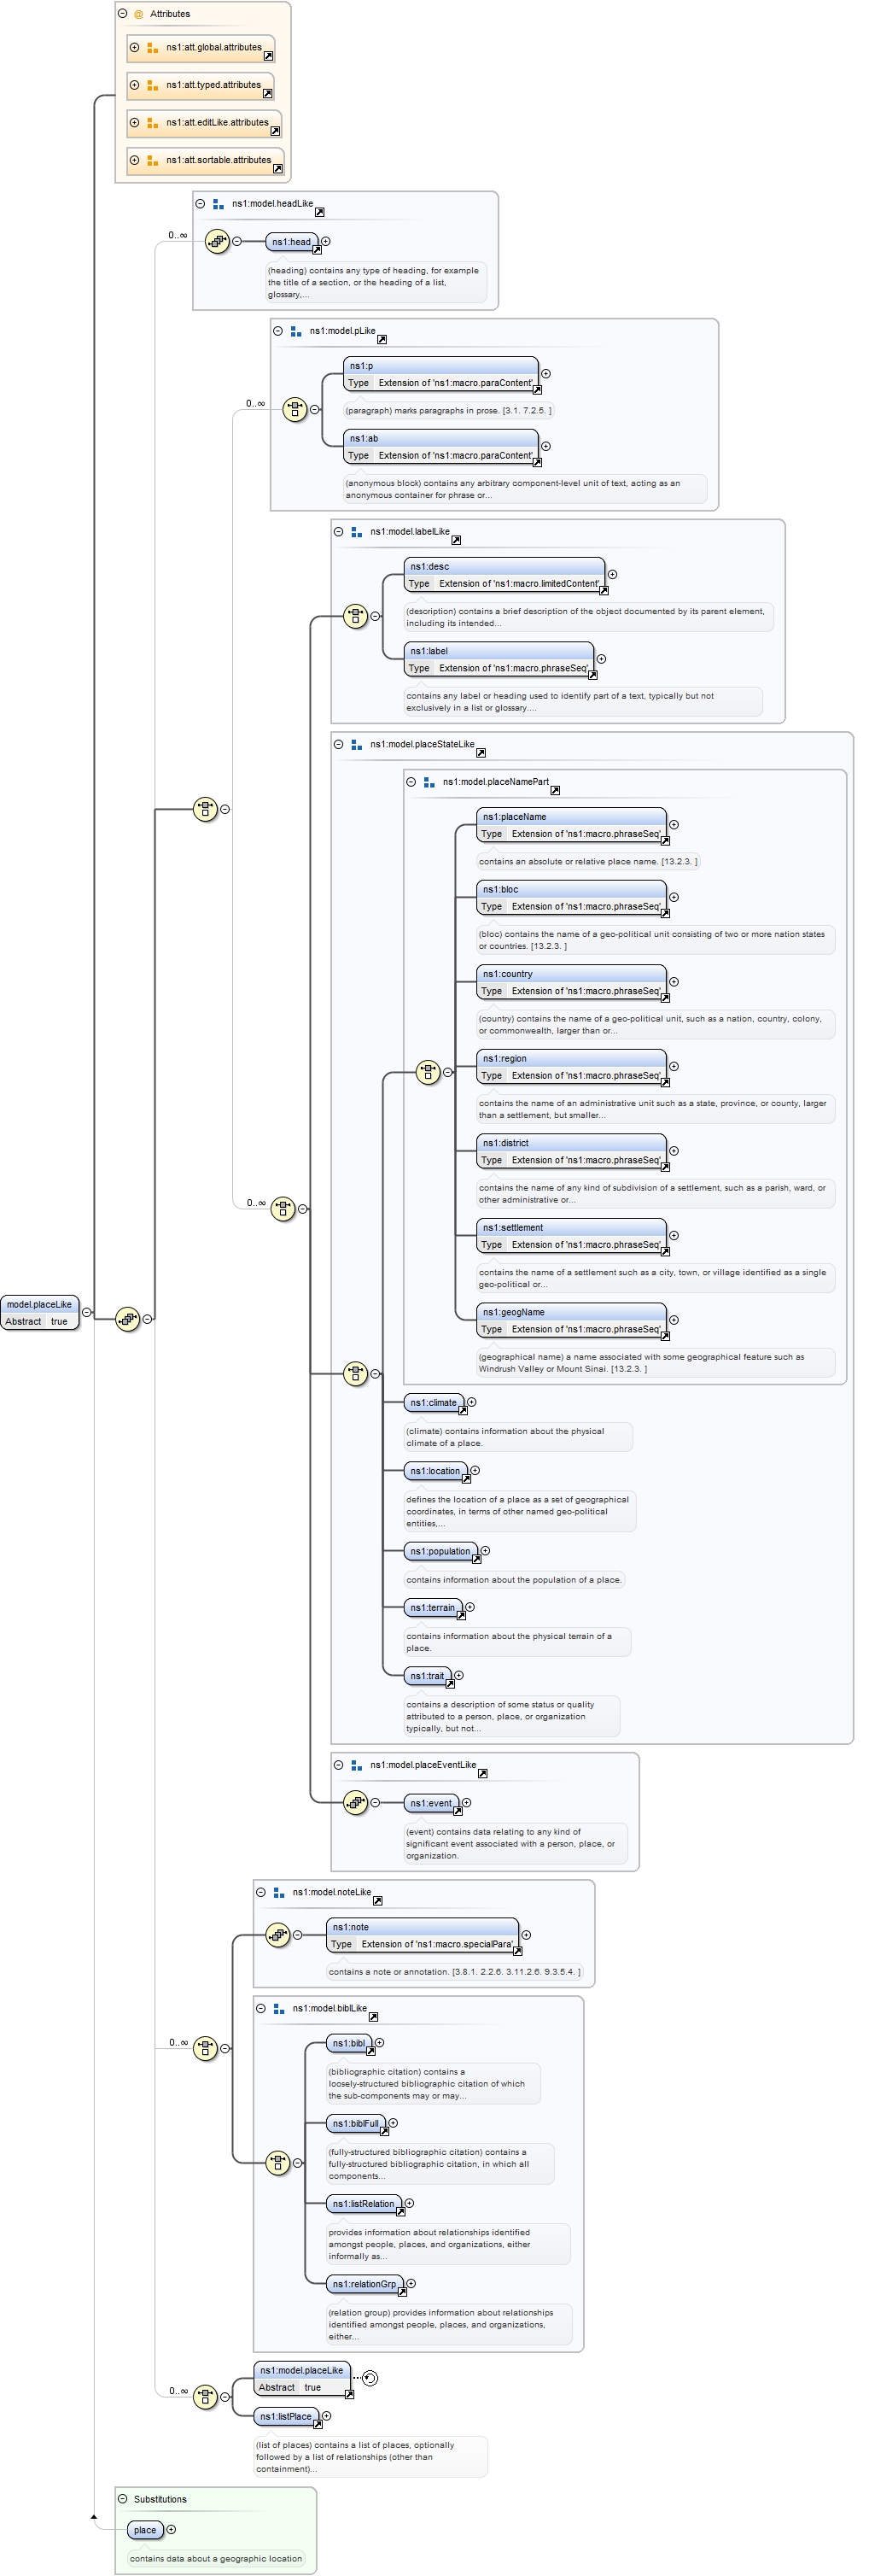 @ Attributes
ns1:att.global.attributes
ns1:att.typed.attributes
ns1:att.editLike.attributes
ns1:att.sortable.attributes
ns1:model.headLike
0..∞
ns1:head
(heading) contains any type of heading, for example
the title of a section, or the heading of a list,
glossary,...
ns1:model.pLike
0..∞
ns1:p
Type Extension of 'ns1:macro.paraContent'
(paragraph) marks paragraphs in prose. [3.1. 7.2.5. ]
ns1:ab
Type Extension of 'ns1:macro.paraContent'
(anonymous block) contains any arbitrary component-level unit of text, acting as an
anonymous container for phrase or...
ns1:model.labelLike
ns1:desc
Type Extension of 'ns1:macro.limitedContent'
(description) contains a brief description of the object documented by its parent element,
including its intended...
ns1:label
Type Extension of 'ns1:macro.phraseSeq'
contains any label or heading used to identify part of a text, typically but not
exclusively in a list or glossary....
ns1:model.placeStateLike
ns1:model.placeNamePart
ns1:placeName
Type Extension of 'ns1:macro.phraseSeq'
contains an absolute or relative place name. [13.2.3. ]
ns1:bloc
Type Extension of 'ns1:macro.phraseSeq'
(bloc) contains the name of a geo-political unit consisting of two or more nation states
or countries. [13.2.3. ]
ns1:country
Type Extension of 'ns1:macro.phraseSeq'
(country) contains the name of a geo-political unit, such as a nation, country, colony,
or commonwealth, larger than or...
ns1:region
Type Extension of 'ns1:macro.phraseSeq'
contains the name of an administrative unit such as a state, province, or county, larger
than a settlement, but smaller...
ns1:district
Type Extension of 'ns1:macro.phraseSeq'
contains the name of any kind of subdivision of a settlement, such as a parish, ward, or
other administrative or...
0..∞
ns1:settlement
Type Extension of 'ns1:macro.phraseSeq'
contains the name of a settlement such as a city, town, or village identified as a single
geo-political or...
model.placeLike
Abstract true
ns1:geogName
Type Extension of 'ns1:macro.phraseSeq'
(geographical name) a name associated with some geographical feature such as
Windrush Valley or Mount Sinai. [13.2.3. ]
ns1:climate
(climate) contains information about the physical
climate of a place.
ns1:location
defines the location of a place as a set of geographical
coordinates, in terms of other named geo-political
entities,...
ns1:population
contains information about the population of a place.
ns1:terrain
contains information about the physical terrain of a
place.
ns1:trait
contains a description of some status or quality
attributed to a person, place, or organization
typically, but not...
ns1:model.placeEventLike
ns1:event
(event) contains data relating to any kind of
significant event associated with a person, place, or
organization.
ns1:model.noteLike
ns1:note
Type Extension of 'ns1:macro.specialPara'
contains a note or annotation. [3.8.1. 2.2.6. 3.11.2.6. 9.3.5.4. ]
ns1:model.biblLike
0..∞
ns1:bibl
(bibliographic citation) contains a
loosely-structured bibliographic citation of which
the sub-components may or may...
ns1:biblFull
(fully-structured bibliographic citation) contains a
fully-structured bibliographic citation, in which all
components...
ns1:listRelation
provides information about relationships identified
amongst people, places, and organizations, either
informally as...
ns1:relationGrp
(relation group) provides information about relationships
identified amongst people, places, and organizations,
either...
0..∞
ns1:model.placeLike
Abstract true
ns1:listPlace
(list of places) contains a list of places, optionally
followed by a list of relationships (other than
containment)...
Substitutions
place
contains data about a geographic location